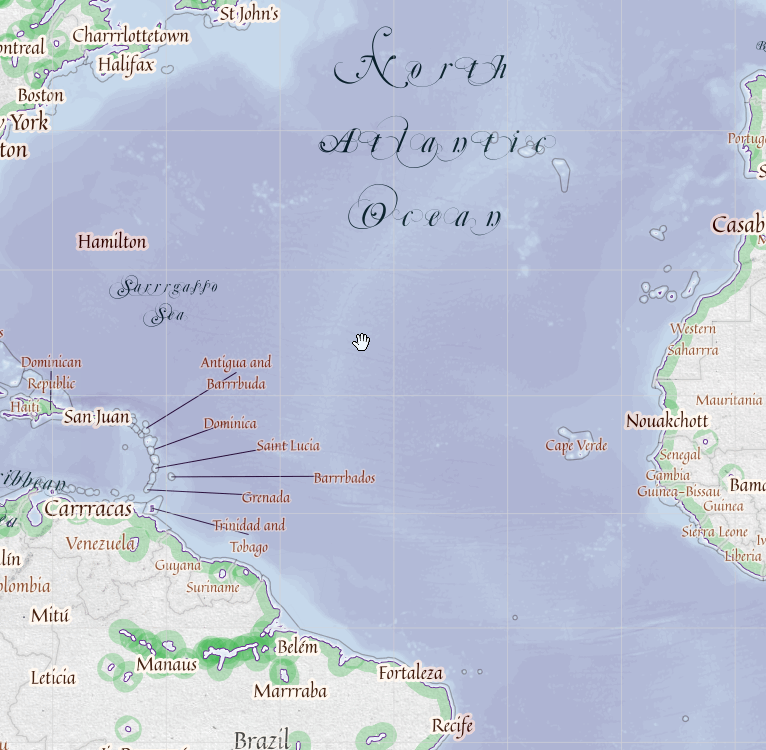 St John's
Charrrlottetown
ontreal
Halifax
Boston
York
ton
North
Atlantic
Ocean
Portug
Casab
Hamilton
Sarrrgasso
Sea
Western
Saharrra
Dominican
Republic
Haiti
San Juan
Antigua and
Barrrbuda
Dominica
Saint Lucia
Barrrbados
Grenada
Trinidad and
Tobago
Mauritania
Nouakchott
Cape Verde
Senegal
Gambia
Guinea-Bissau
Guinea
Bama
Sierra Leone
Liberia
ribbean
ea
Carrracas
Venezuela
Guyana
Suriname
lín
olombia
Mitú
Belém
Manaus
Leticia
Marrraba
Fortaleza
Recife
Brazil